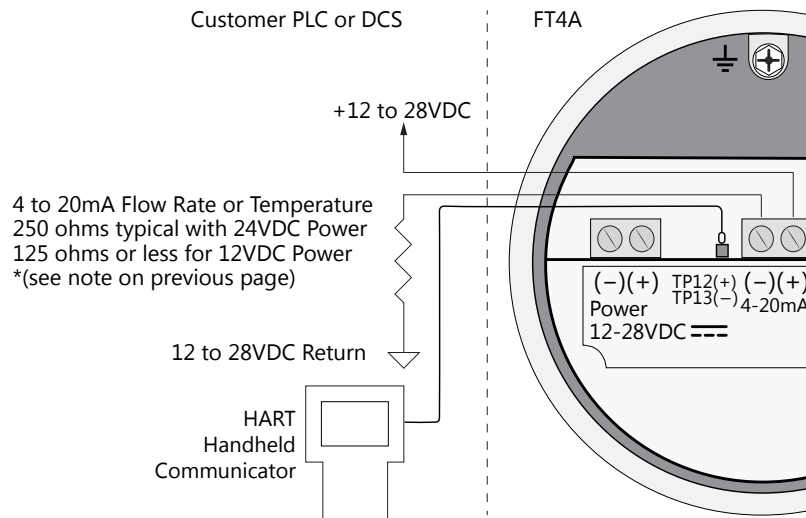 Customer PLC or DCS
FT4A
+12 to 28VDC
4 to 20mA Flow Rate or Temperature
250 ohms typical with 24VDC Power
125 ohms or less for 12VDC Power
*(see note on previous page)
12 to 28VDC Return
HART
Handheld
Communicator
(−)(+) TP12(+) (−)(+)
TP13(−) 4-20mA
Power
12-28VDC